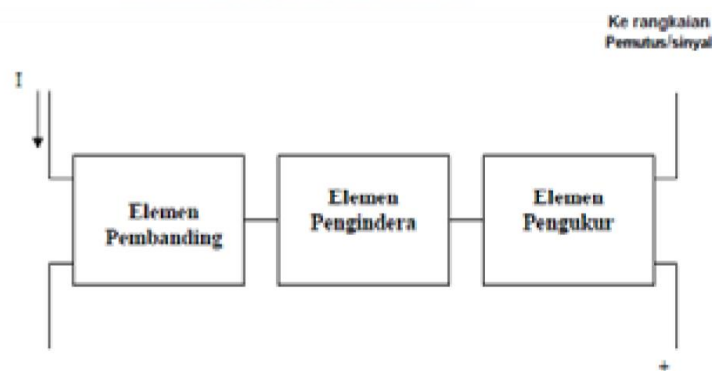 Ke rangkaian
Pemutus/sinyal
I
Elemen
Pembanding
Elemen
Pengindera
Elemen
Pengukur
+